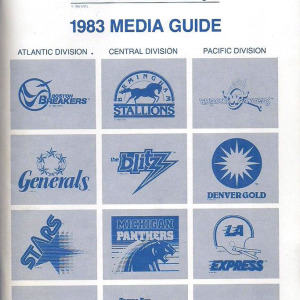 1983 MEDIA GUIDE
ATLANTIC DIVISION . CENTRAL DIVISION PACIFIC DIVISION
BOSTON
BREAKERS
BIRMINGHAM
STALLIONS
Generals
the blitz
DENVER GOLD
STARS
MICHIGAN
PANTHERS
LA
EXPRESS